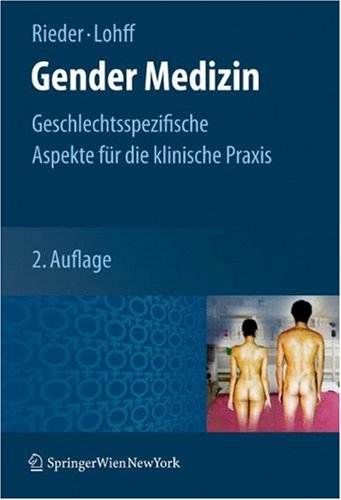 Rieder · Lohff
Gender Medizin
Geschlechtsspezifische
Aspekte für die klinische Praxis
2. Auflage
SpringerWienNewYork